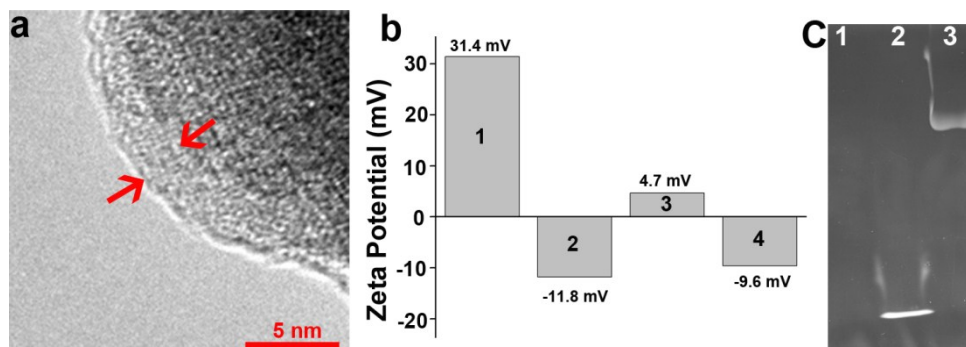 a
5 nm
b
Zeta Potential (mV)
30
20
10
0
-10
-20
31.4 mV
1
2
-11.8 mV
4.7 mV
3
4
-9.6 mV
C
1 2 3